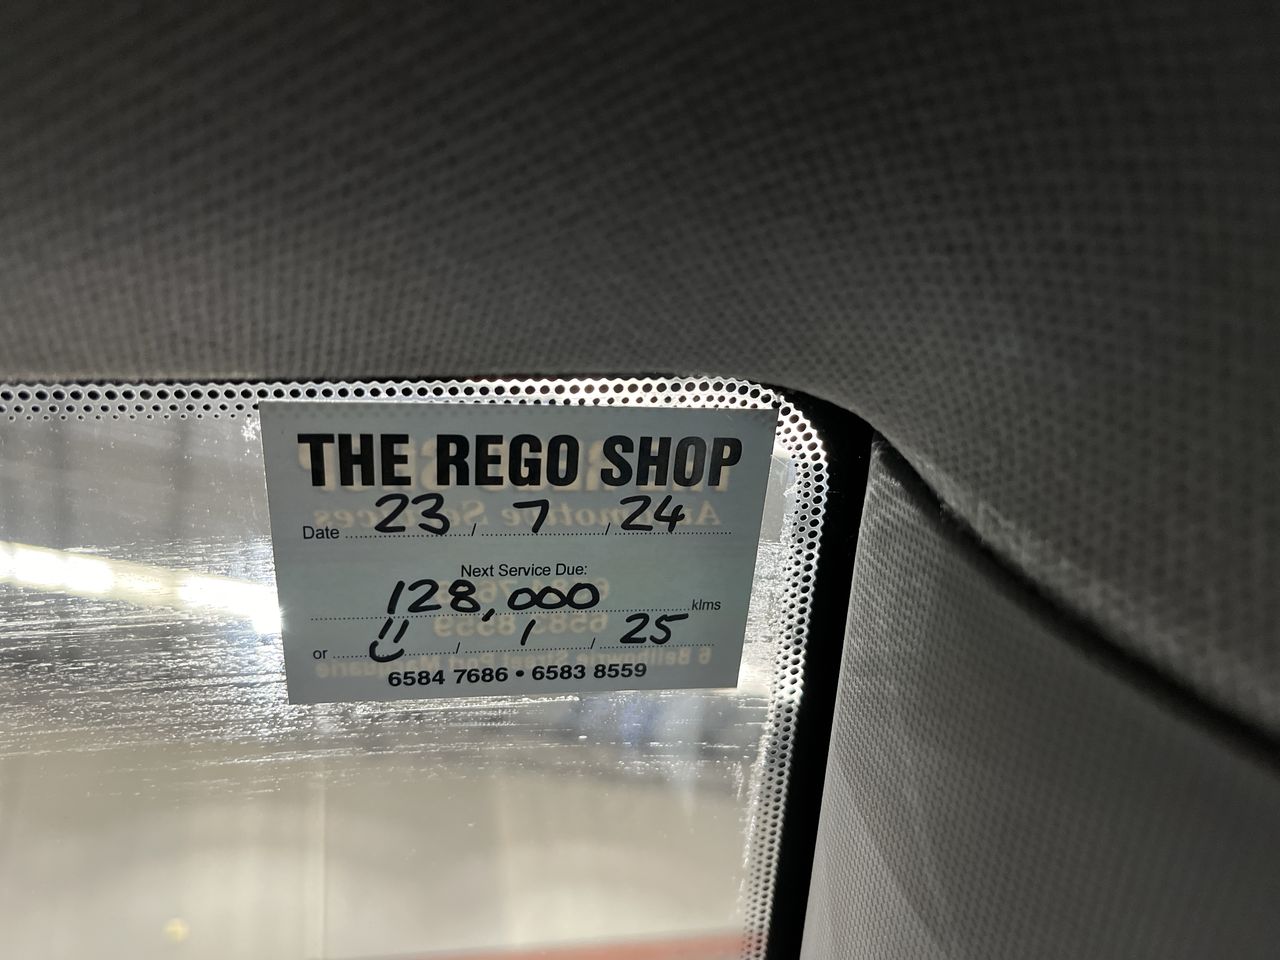 THE REGO SHOP
Date 23 / 7 / 24
Next Service Due:
128,000 klms
or / 1 / 25
6584 7686 • 6583 8559